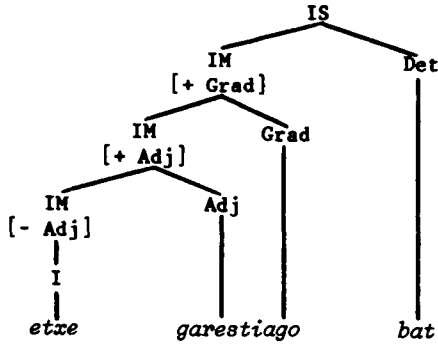 IS
IM Det
[+ Grad}
IM Grad
[+ Adj]
IM Adj
[- Adj]
I
etxe garestiago bat